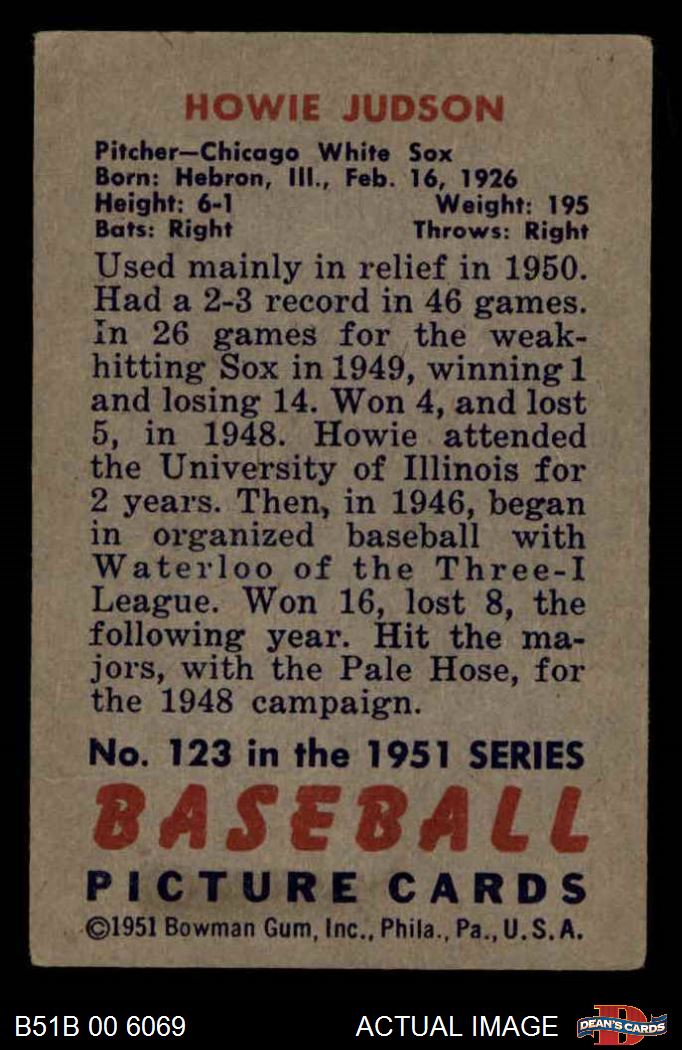 HOWIE JUDSON
Pitcher—Chicago White Sox
Born: Hebron, Ill., Feb. 16, 1926
Height: 6-1 Weight: 195
Bats: Right Throws: Right
Used mainly in relief in 1950.
Had a 2-3 record in 46 games.
In 26 games for the weak-
hitting Sox in 1949, winning 1
and losing 14. Won 4, and lost
5, in 1948. Howie attended
the University of Illinois for
2 years. Then, in 1946, began
in organized baseball with
Waterloo of the Three-I
League. Won 16, lost 8, the
following year. Hit the ma-
jors, with the Pale Hose, for
the 1948 campaign.
No. 123 in the 1951 SERIES
BASEBALL
PICTURE CARDS
©1951 Bowman Gum, Inc., Phila., Pa., U.S.A.
B51B 00 6069 ACTUAL IMAGE
D
DEAN'S CARDS